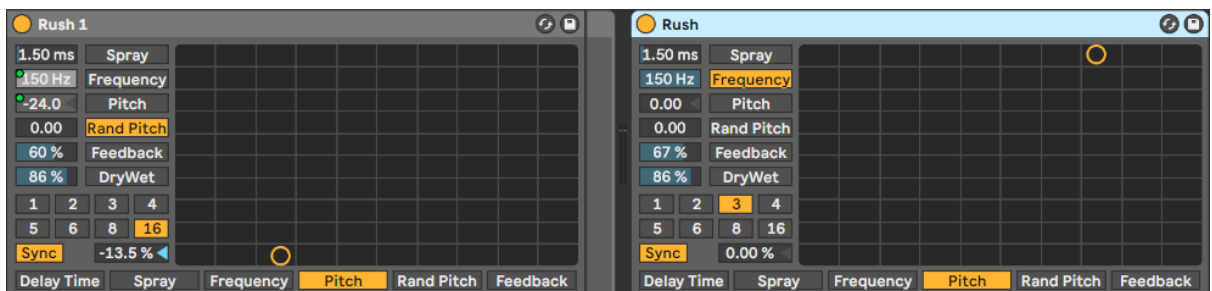 Rush 1
1.50 ms Spray
150 Hz Frequency
-24.0 Pitch
0.00 Rand Pitch
60 % Feedback
86 % DryWet
1 2 3 4
5 6 8 16
Sync -13.5 %
Delay Time Spray Frequency Pitch Rand Pitch Feedback
Rush
1.50 ms Spray
150 Hz Frequency
0.00 Pitch
0.00 Rand Pitch
67 % Feedback
86 % DryWet
1 2 3 4
5 6 8 16
Sync 0.00 %
Delay Time Spray Frequency Pitch Rand Pitch Feedback